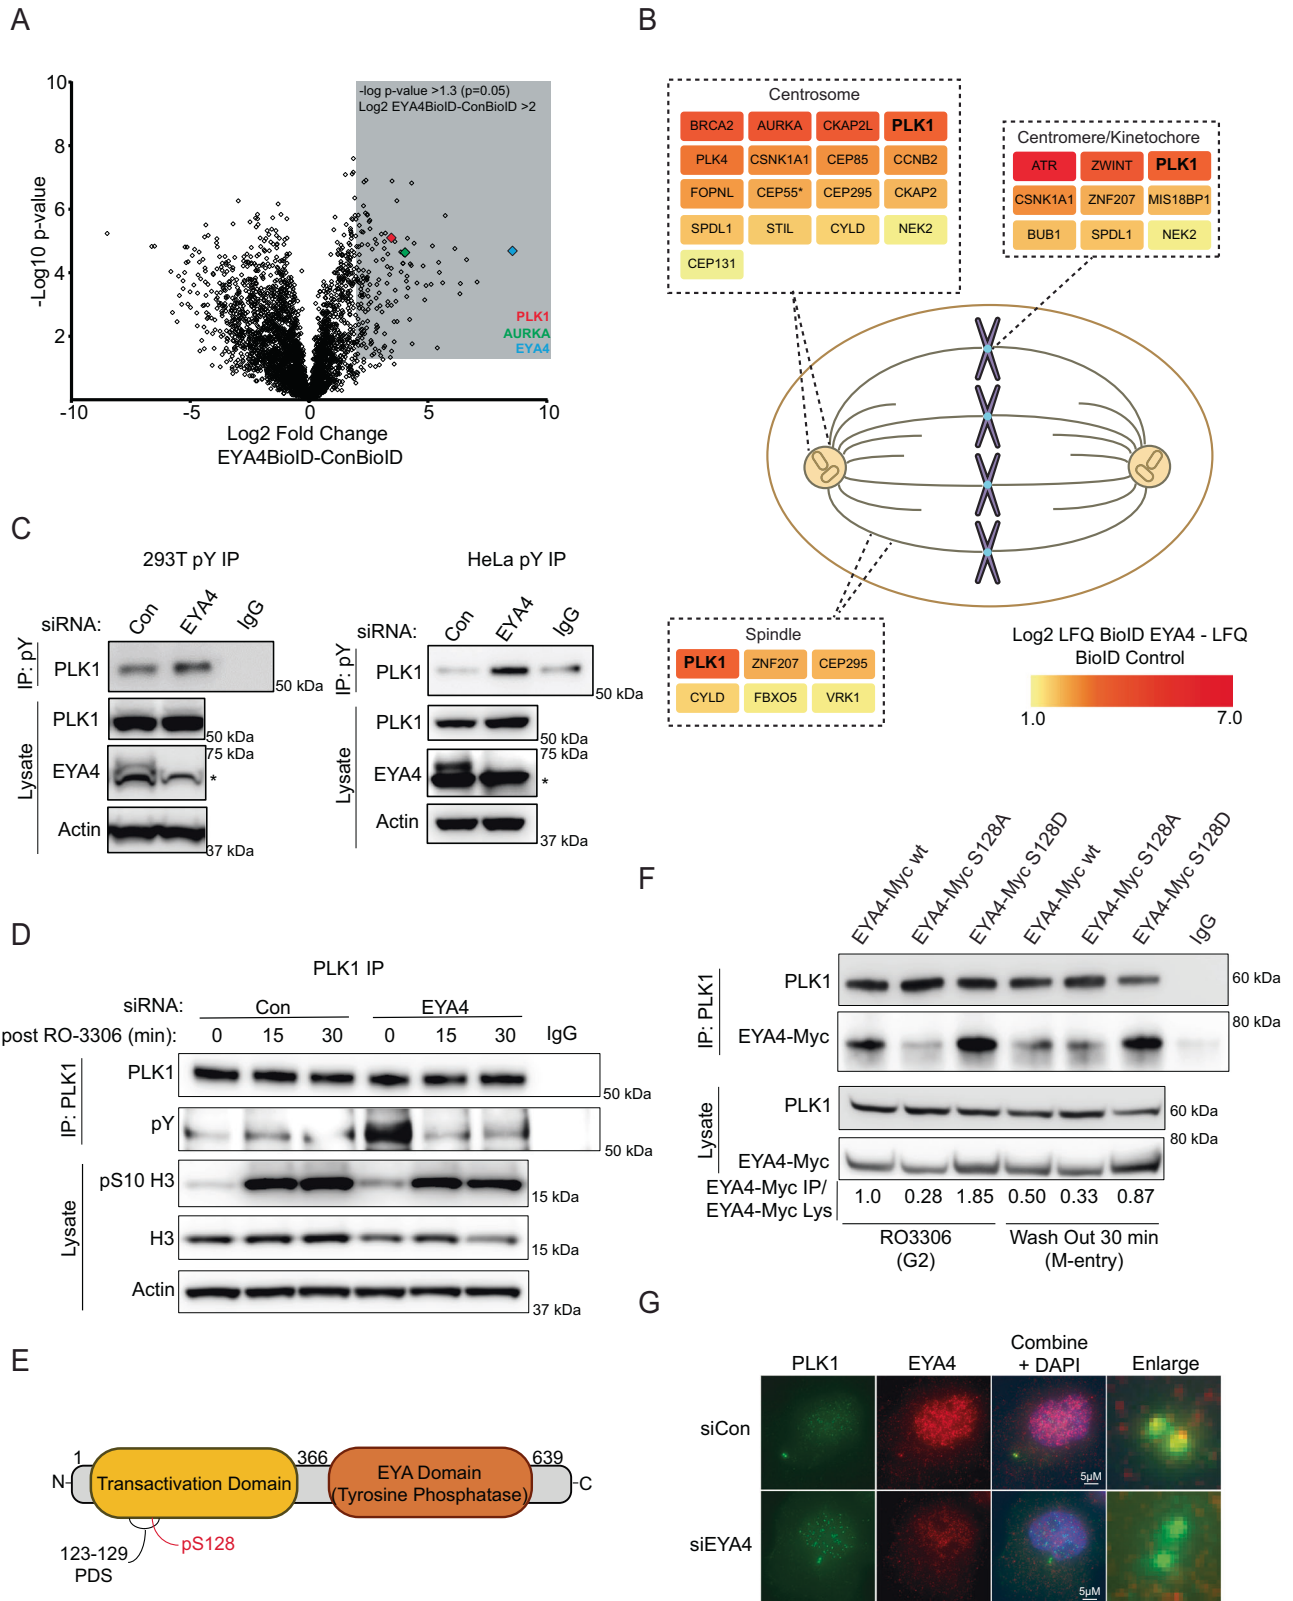 A
10
8
6
4
2
-Log10 p-value
-10
-5
0
5
10
Log2 Fold Change
EYA4BioID-ConBioID
-log p-value >1.3 (p=0.05)
Log2 EYA4BioID-ConBioID >2
PLK1
AURKA
EYA4
B
Centrosome
BRCA2 AURKA CKAP2L PLK1
PLK4 CSNK1A1 CEP85 CCNB2
FOPNL CEP55* CEP295 CKAP2
SPDL1 STIL CYLD NEK2
CEP131
Centromere/Kinetochore
ATR ZWINT PLK1
CSNK1A1 ZNF207 MIS18BP1
BUB1 SPDL1 NEK2
Spindle
PLK1 ZNF207 CEP295
CYLD FBXO5 VRK1
Log2 LFQ BioID EYA4 - LFQ
BioID Control
1.0 7.0
C
293T pY IP
siRNA: Con EYA4 IgG
IP: pY
PLK1
50 kDa
Lysate
PLK1
50 kDa
75 kDa
EYA4
*
Actin
37 kDa
HeLa pY IP
siRNA: Con EYA4 IgG
IP: pY
PLK1
50 kDa
Lysate
PLK1
50 kDa
75 kDa
EYA4
*
Actin
37 kDa
D
PLK1 IP
siRNA: Con EYA4
post RO-3306 (min): 0 15 30 0 15 30 IgG
IP: PLK1
PLK1
50 kDa
pY
50 kDa
Lysate
pS10 H3
15 kDa
H3
15 kDa
Actin
37 kDa
E
1 366 639
N- Transactivation Domain EYA Domain -C
(Tyrosine Phosphatase)
pS128
123-129
PDS
F
EYA4-Myc wt EYA4-Myc S128A EYA4-Myc S128D EYA4-Myc wt EYA4-Myc S128A EYA4-Myc S128D IgG
IP: PLK1
PLK1
60 kDa
80 kDa
EYA4-Myc
Lysate
PLK1
60 kDa
80 kDa
EYA4-Myc
EYA4-Myc IP/
EYA4-Myc Lys
1.0 0.28 1.85 0.50 0.33 0.87
RO3306 Wash Out 30 min
(G2) (M-entry)
G
PLK1 EYA4 Combine Enlarge
+ DAPI
siCon
5µM
siEYA4
5µM